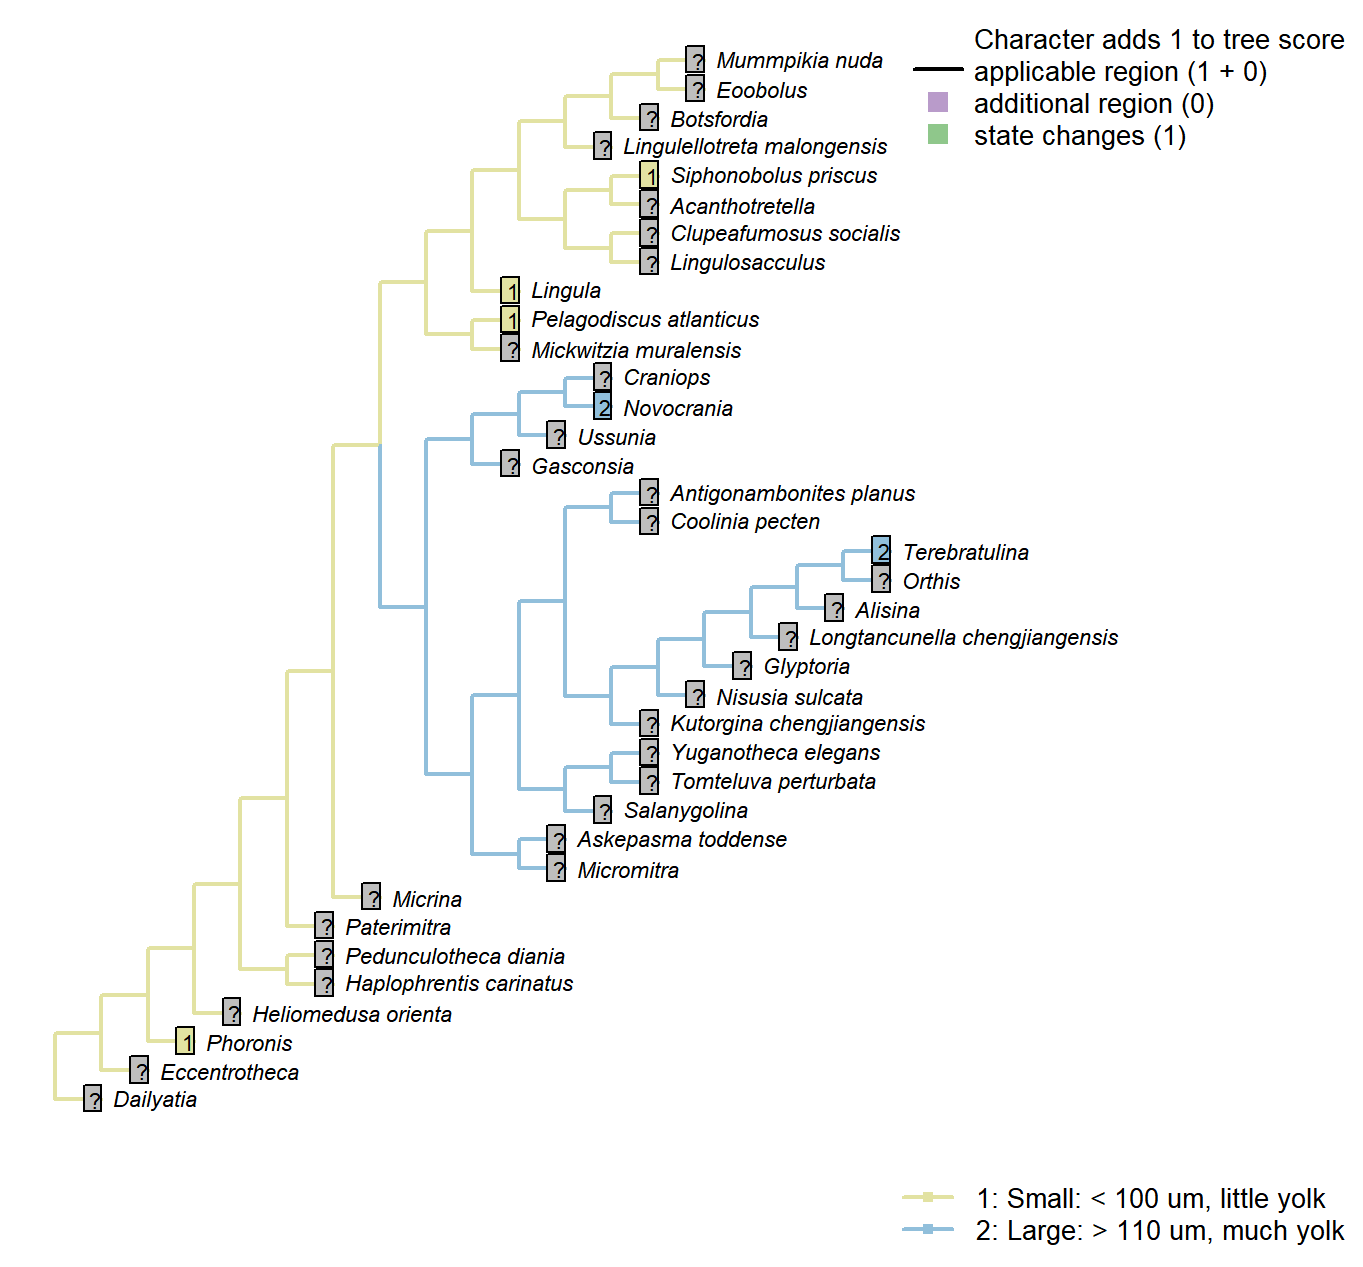 Character adds 1 to tree score
applicable region (1 + 0)
additional region (0)
state changes (1)
? Mummpikia nuda
? Eoobolus
? Botsfordia
? Lingulellotreta malongensis
1 Siphonobolus priscus
? Acanthotretella
? Clupeafumosus socialis
? Lingulosacculus
1 Lingula
1 Pelagodiscus atlanticus
? Mickwitzia muralensis
? Craniops
2 Novocrania
? Ussunia
? Gasconsia
? Antigonambonites planus
? Coolinia pecten
2 Terebratulina
? Orthis
? Alisina
? Longtancunella chengjiangensis
? Glyptoria
? Nisusia sulcata
? Kutorgina chengjiangensis
? Yuganotheca elegans
? Tomteluva perturbata
? Salanygolina
? Askepasma toddense
? Micromitra
? Micrina
? Paterimitra
? Pedunculotheca diania
? Haplophrentis carinatus
? Heliomedusa orienta
1 Phoronis
? Eccentrotheca
? Dailyatia
1: Small: < 100 um, little yolk
2: Large: > 110 um, much yolk